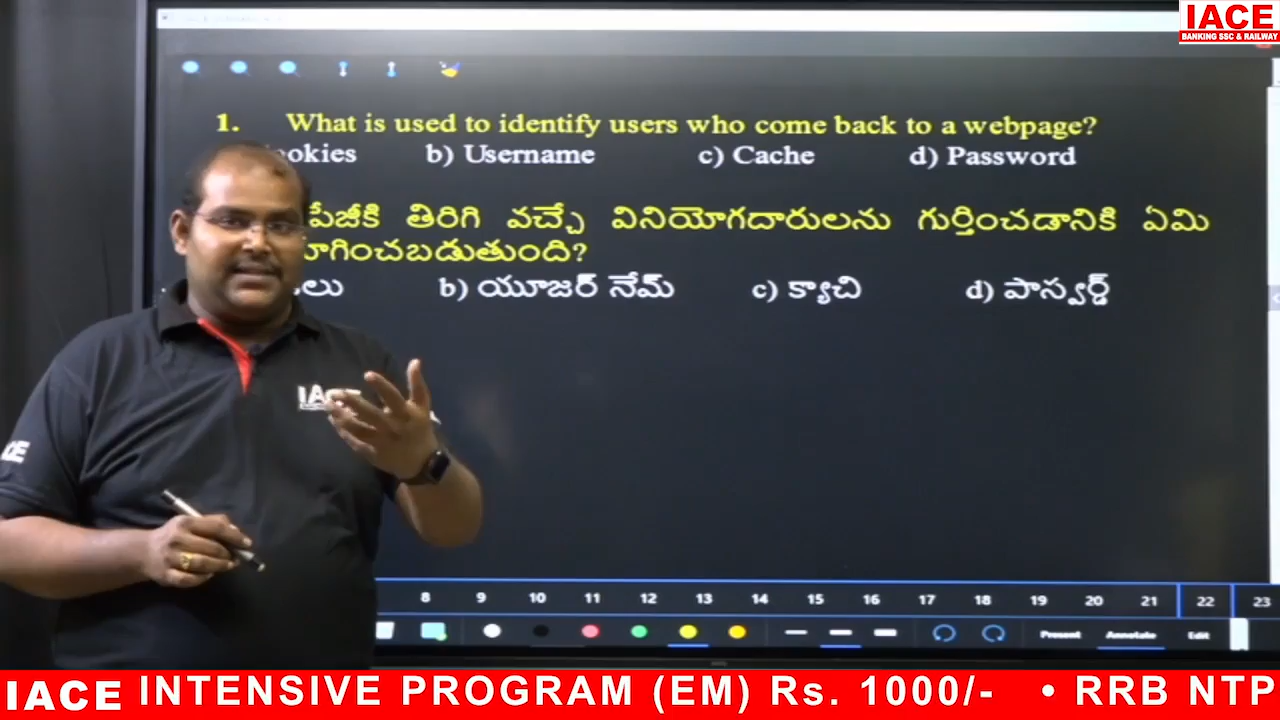 IACE
BANKING SSC & RAILWAY
1. What is used to identify users who come back to a webpage?
ookies b) Username c) Cache d) Password
పేజీకి తిరిగి వచ్చే వినియోగదారులను గుర్తించడానికి ఏమి
గించబడుతుంది?
లు b) యూజర్ నేమ్ c) క్యాచి d) పాస్వర్డ్
IACE
8 9 10 11 12 13 14 15 16 17 18 19 20 21 22 23
Present Annotate Edit
IACE INTENSIVE PROGRAM (EM) Rs. 1000/- • RRB NTP